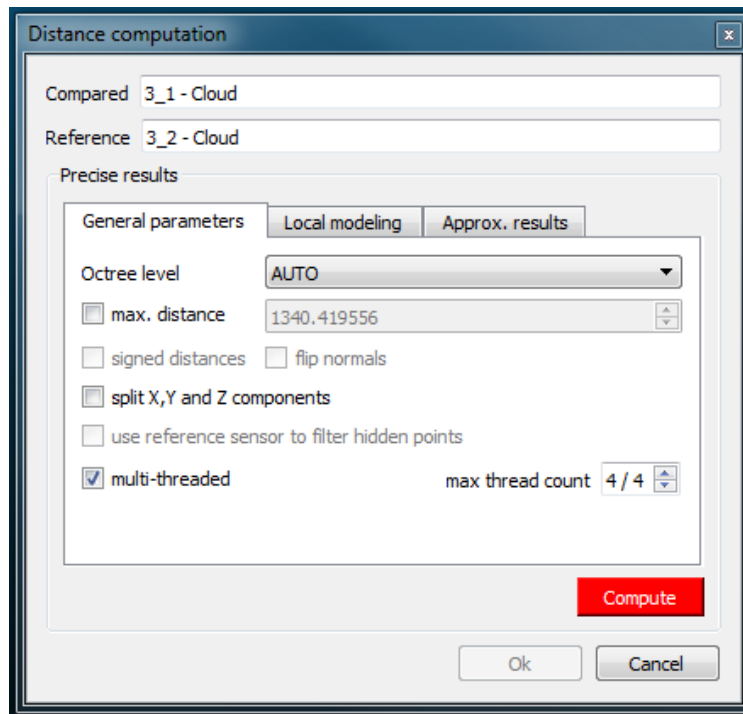 Distance computation
Compared 3_1 - Cloud
Reference 3_2 - Cloud
Precise results
General parameters Local modeling Approx. results
Octree level AUTO
max. distance 1340.419556
signed distances flip normals
split X,Y and Z components
use reference sensor to filter hidden points
multi-threaded max thread count 4 / 4
Compute
Ok Cancel